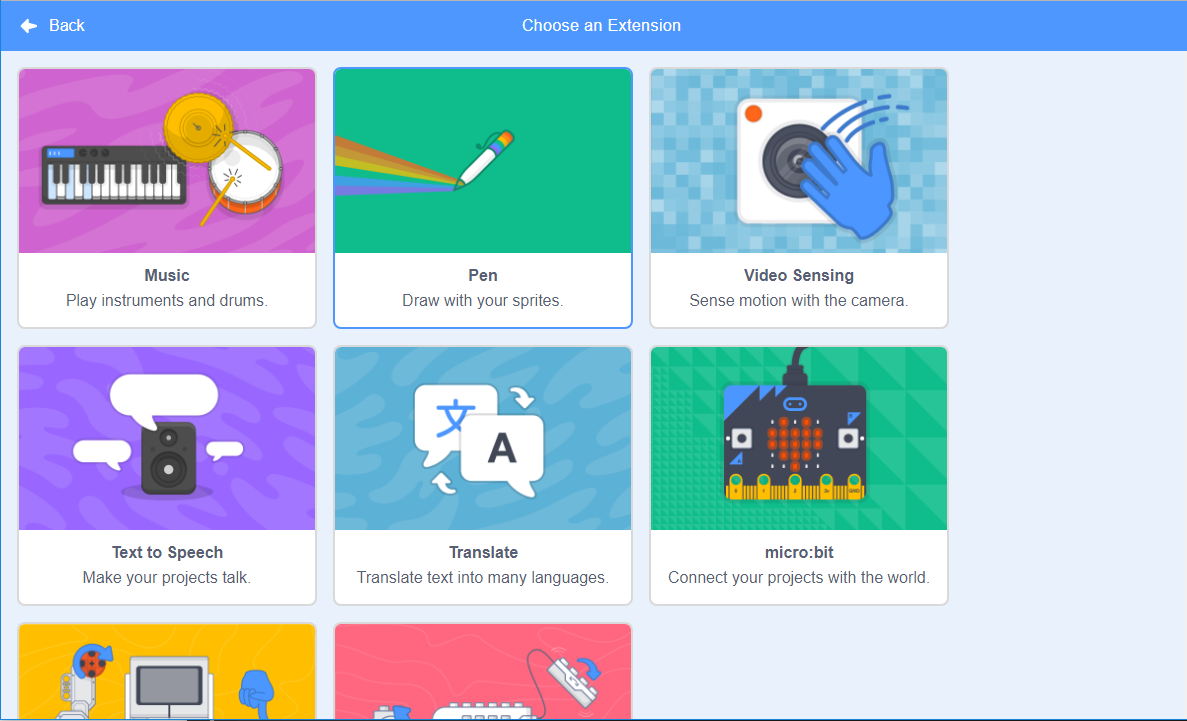 Back
Choose an Extension
Music
Play instruments and drums.
Pen
Draw with your sprites.
Video Sensing
Sense motion with the camera.
文
A
Text to Speech
Make your projects talk.
Translate
Translate text into many languages.
micro:bit
Connect your projects with the world.